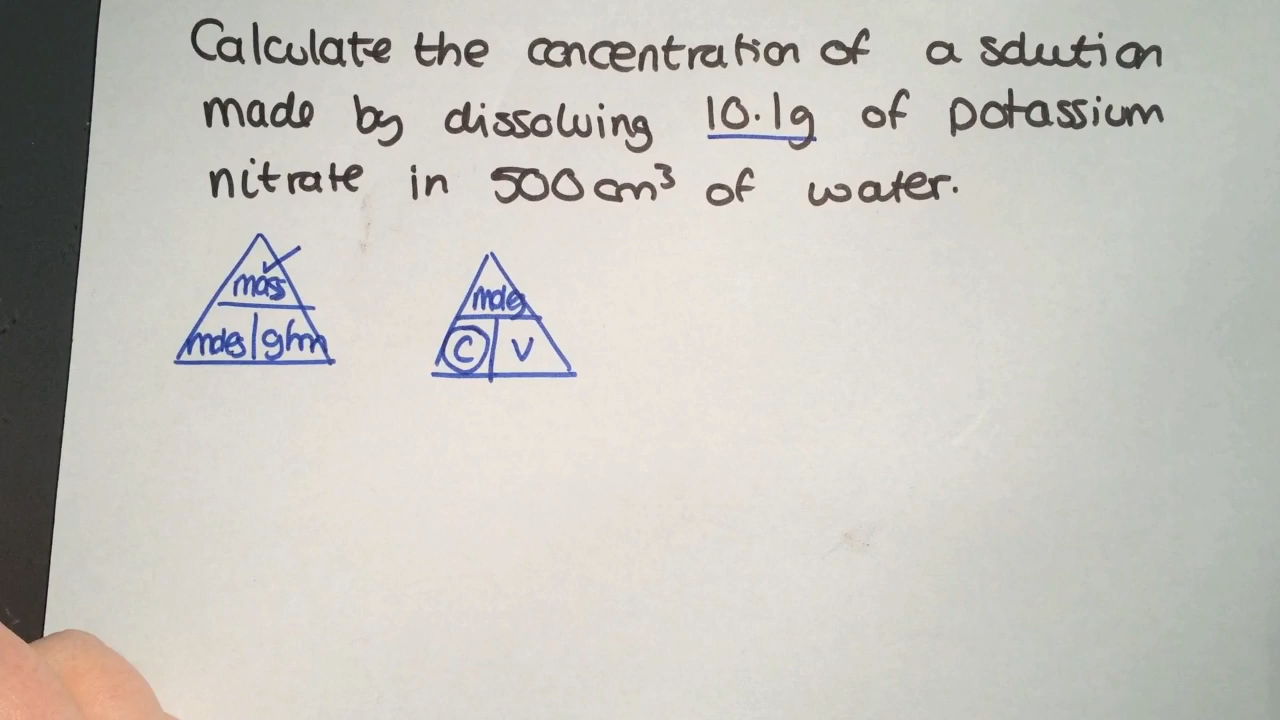 Calculate the concentration of a solution
made by dissolving 10.1g of potassium
nitrate in 500cm³ of water.
mass
moles gfm
moles
C V